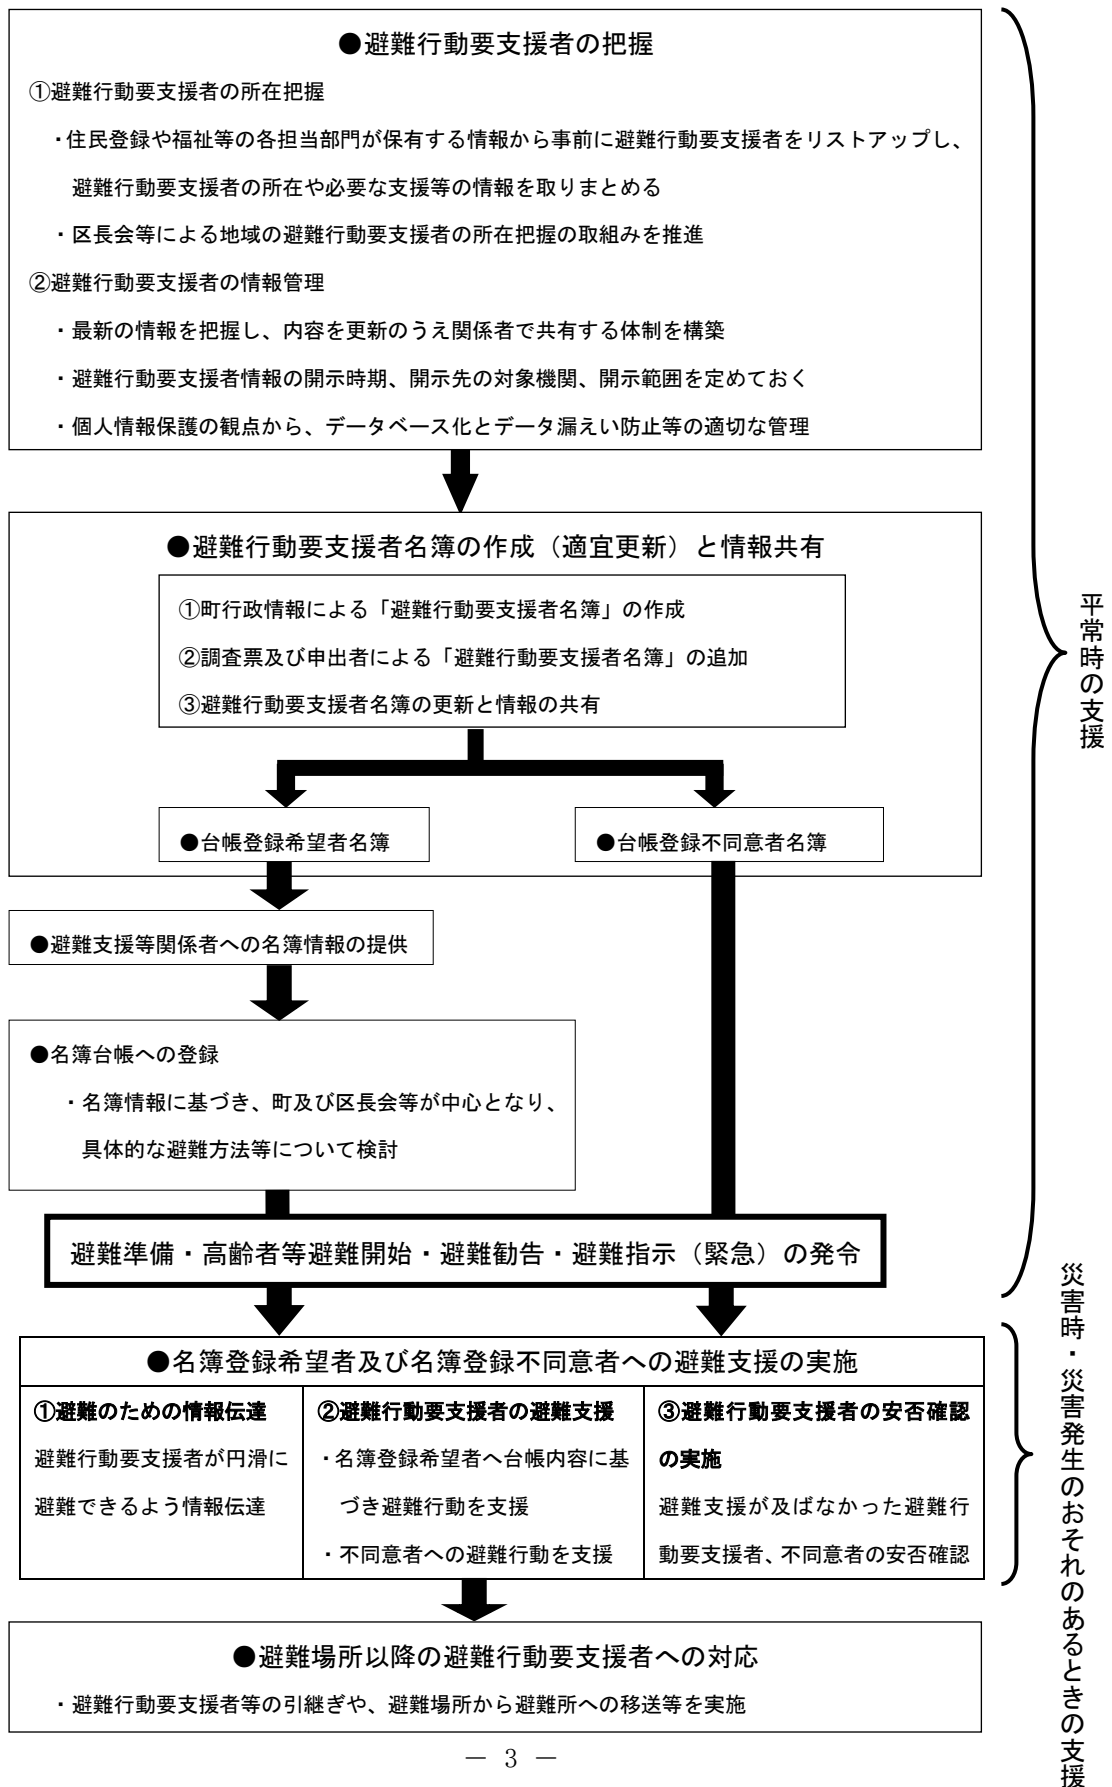 ●避難行動要支援者の把握
①避難行動要支援者の所在把握
・住民登録や福祉等の各担当部門が保有する情報から事前に避難行動要支援者をリストアップし、
避難行動要支援者の所在や必要な支援等の情報を取りまとめる
・区長会等による地域の避難行動要支援者の所在把握の取組みを推進
②避難行動要支援者の情報管理
・最新の情報を把握し、内容を更新のうえ関係者で共有する体制を構築
・避難行動要支援者情報の開示時期、開示先の対象機関、開示範囲を定めておく
・個人情報保護の観点から、データベース化とデータ漏えい防止等の適切な管理
●避難行動要支援者名簿の作成（適宜更新）と情報共有
①町行政情報による「避難行動要支援者名簿」の作成
②調査票及び申出者による「避難行動要支援者名簿」の追加
③避難行動要支援者名簿の更新と情報の共有
●台帳登録希望者名簿
●台帳登録不同意者名簿
●避難支援等関係者への名簿情報の提供
●名簿台帳への登録
・名簿情報に基づき、町及び区長会等が中心となり、
具体的な避難方法等について検討
平常時の支援
避難準備・高齢者等避難開始・避難勧告・避難指示（緊急）の発令
●名簿登録希望者及び名簿登録不同意者への避難支援の実施
①避難のための情報伝達
避難行動要支援者が円滑に
避難できるよう情報伝達
②避難行動要支援者の避難支援
・名簿登録希望者へ台帳内容に基
づき避難行動を支援
・不同意者への避難行動を支援
③避難行動要支援者の安否確認
の実施
避難支援が及ばなかった避難行
動要支援者、不同意者の安否確認
災害時・災害発生のおそれのあるときの支援
●避難場所以降の避難行動要支援者への対応
・避難行動要支援者等の引継ぎや、避難場所から避難所への移送等を実施
－ 3 －